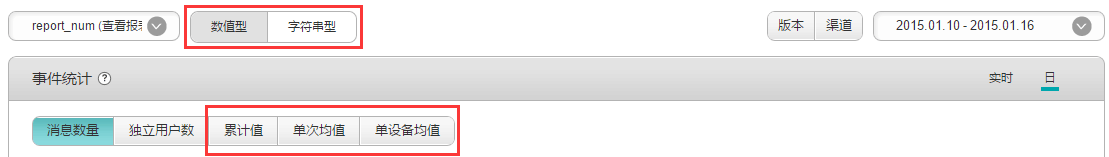 report_num (查看报 数值型 字符串型 版本 渠道 2015.01.10 - 2015.01.16
事件统计 ? 实时 日
消息数量 独立用户数 累计值 单次均值 单设备均值